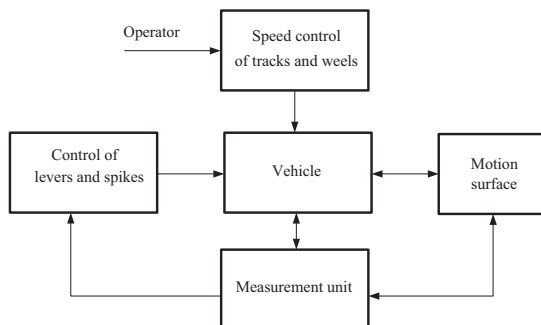 Operator
Speed control
of tracks and weels
Control of
levers and spikes
Vehicle
Motion
surface
Measurement unit